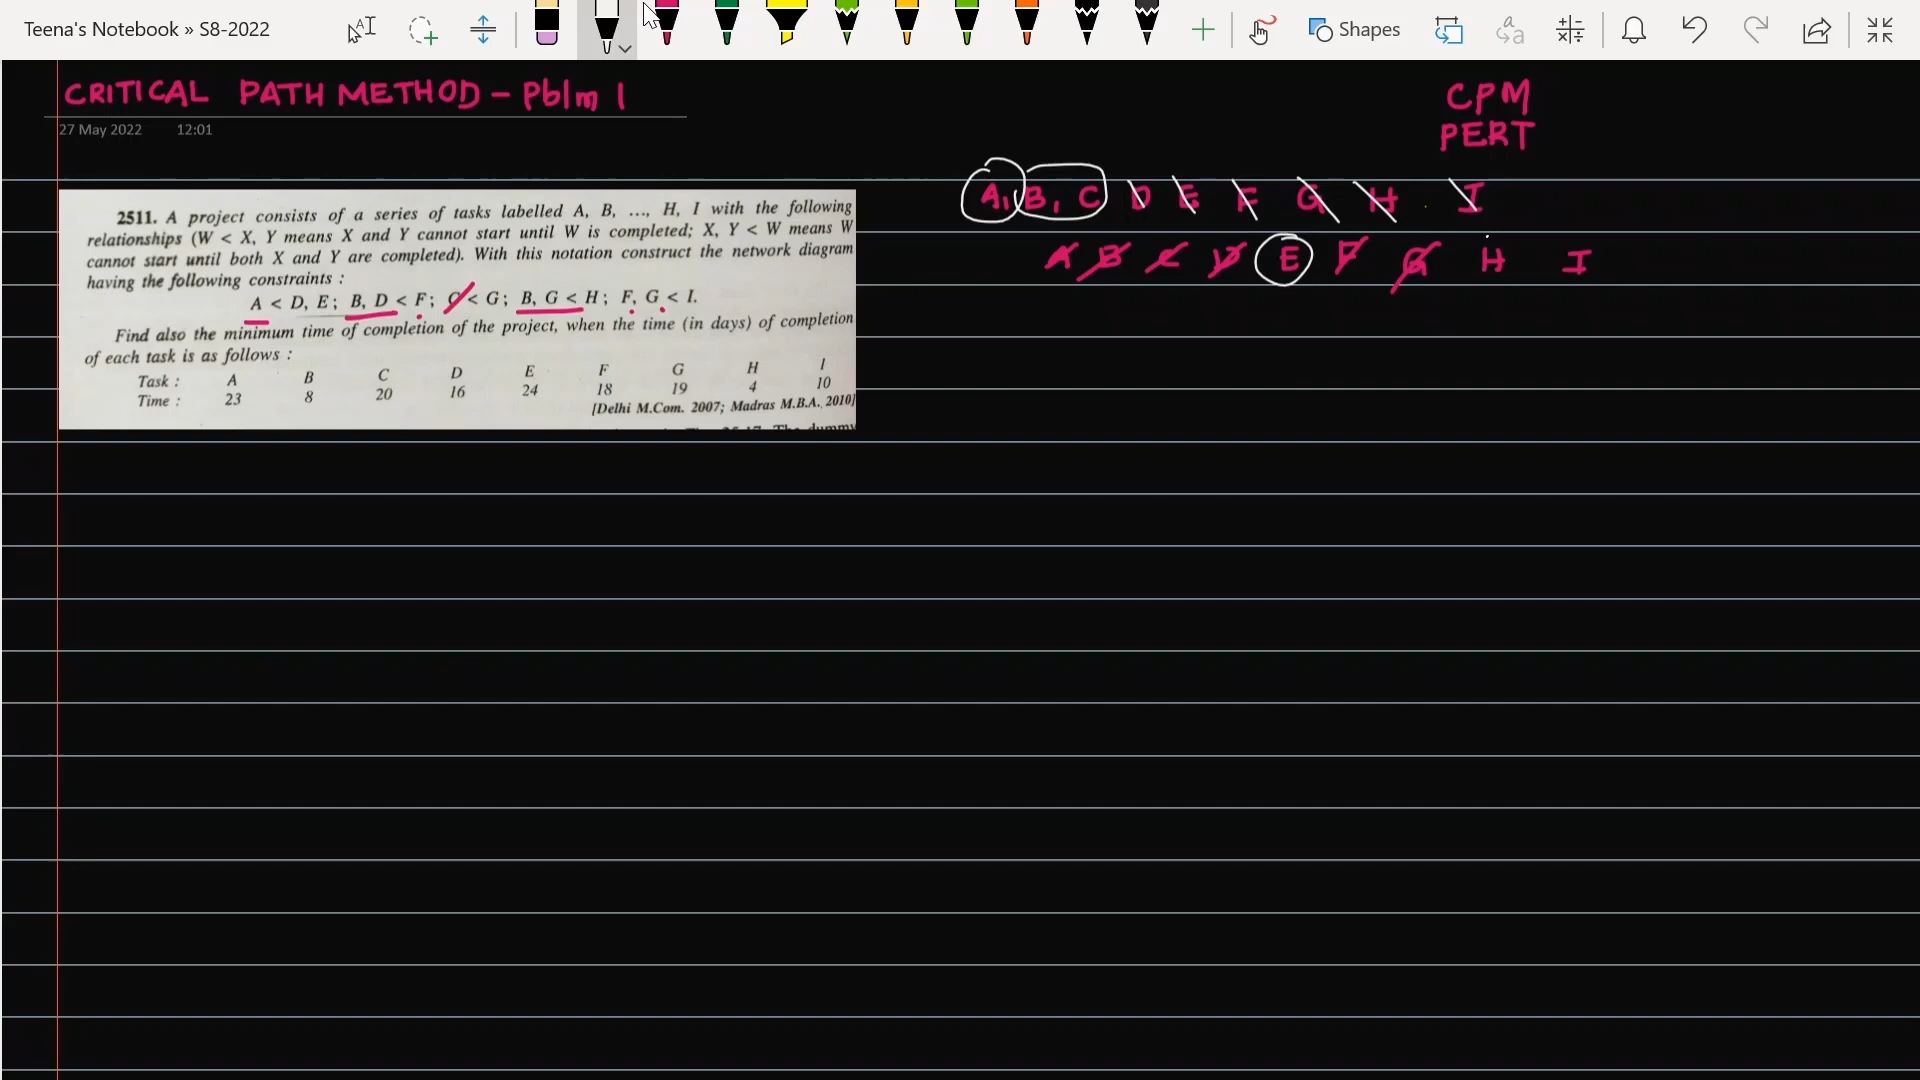 Teena's Notebook » S8-2022
Shapes
CRITICAL PATH METHOD - Pblm 1
27 May 2022 12:01
CPM
PERT
A, B, C D E F G H I
A B C D E F G H I
2511. A project consists of a series of tasks labelled A, B, ..., H, I with the following
relationships (W < X, Y means X and Y cannot start until W is completed; X, Y < W means W
cannot start until both X and Y are completed). With this notation construct the network diagram
having the following constraints :
A < D, E; B, D < F; C < G; B, G < H; F, G < I.
Find also the minimum time of completion of the project, when the time (in days) of completion
of each task is as follows :
Task : A B C D E F G H I
Time : 23 8 20 16 24 18 19 4 10
[Delhi M.Com. 2007; Madras M.B.A. 2010]